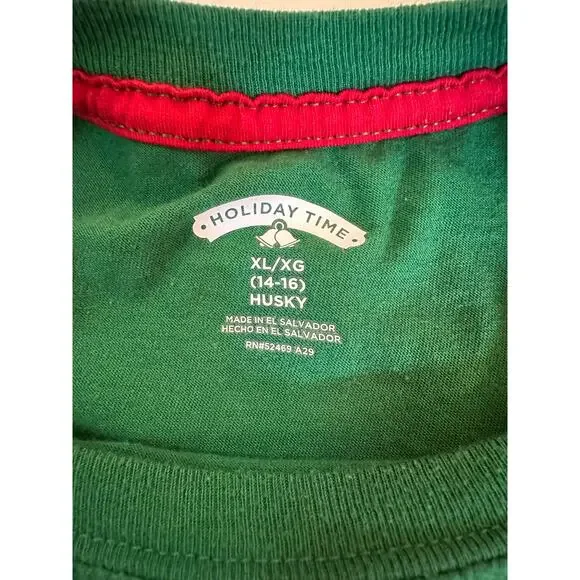 • HOLIDAY TIME •
XL/XG
(14-16)
HUSKY
MADE IN EL SALVADOR
HECHO EN EL SALVADOR
RN#52469 A29